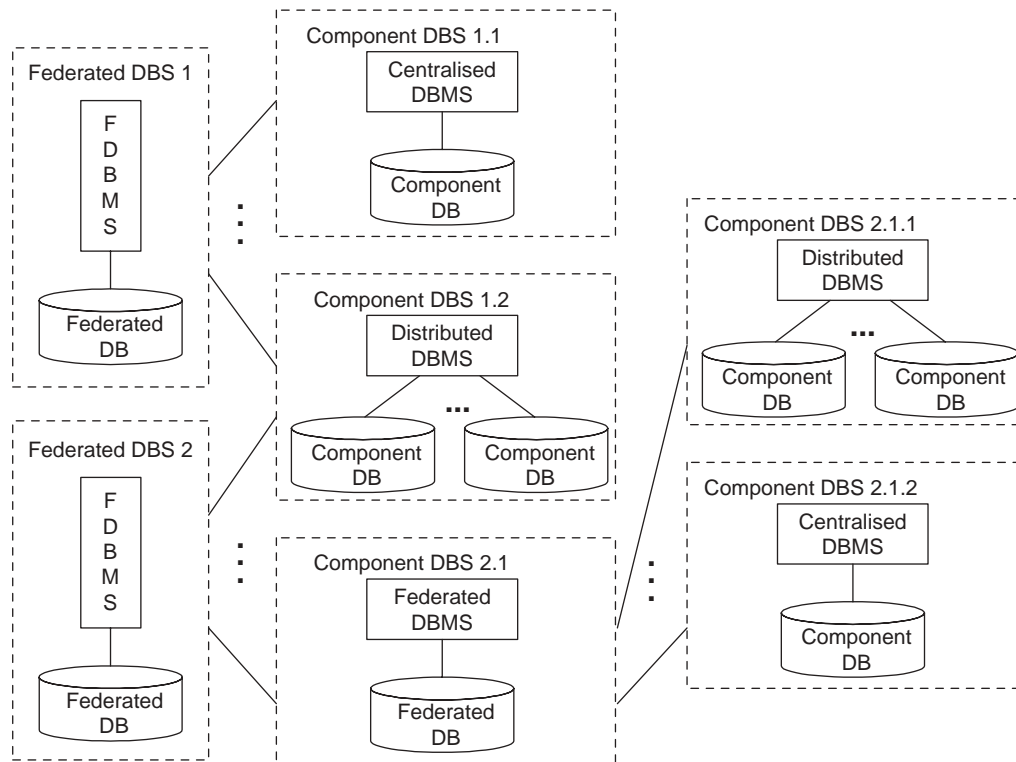 Federated DBS 1
F
D
B
M
S
Federated
DB
Federated DBS 2
F
D
B
M
S
Federated
DB
Component DBS 1.1
Centralised
DBMS
Component
DB
Component DBS 1.2
Distributed
DBMS
...
Component
DB
Component
DB
Component DBS 2.1
Federated
DBMS
Federated
DB
Component DBS 2.1.1
Distributed
DBMS
...
Component
DB
Component
DB
Component DBS 2.1.2
Centralised
DBMS
Component
DB